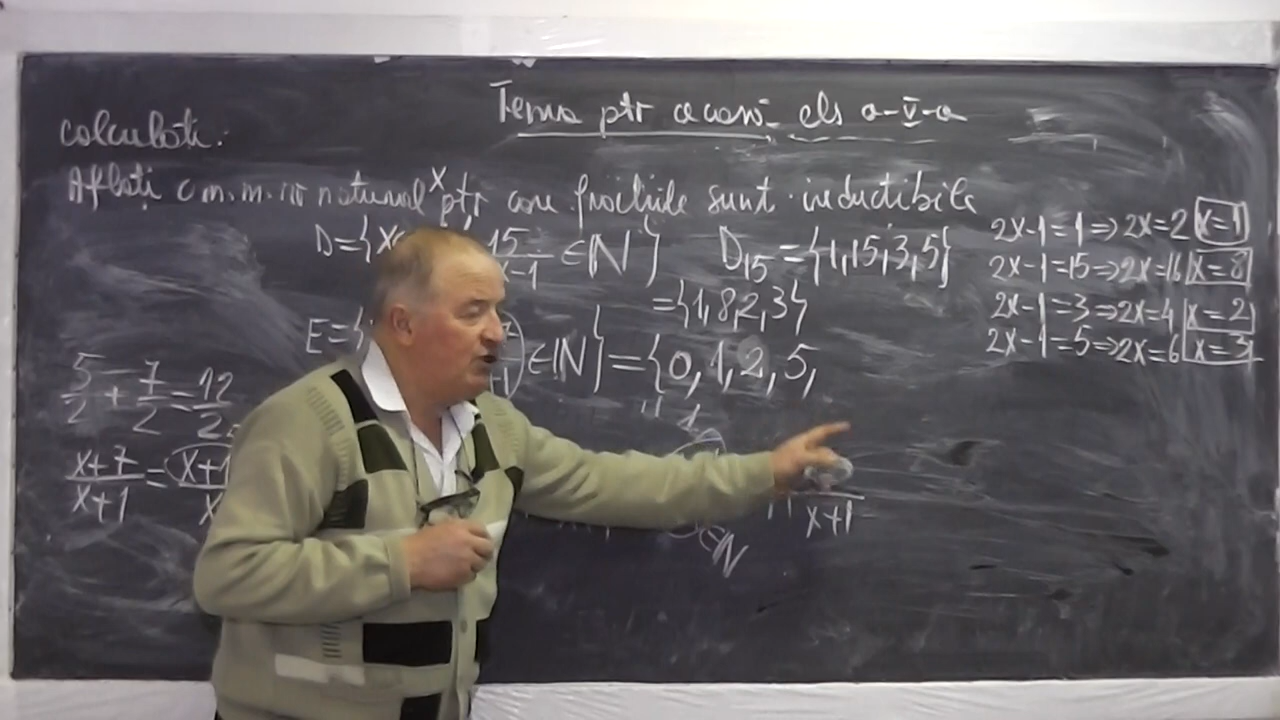 Tema ptr acasă cls a-V-a
Calculati:
Aflați c.m.m. nr natural x ptr care fracțiile sunt ireductibile
D={x 15 x-1 ∈ℕ} D15={1,15,3,5}
={1,8,2,3}
E={ ∈ℕ}={0,1,2,5,
5/2+7/2=12/2
x+7/x+1=x+1
x+1
∈ℕ
2x-1=1⇒2x=2 x=1
2x-1=15⇒2x=16 x=8
2x-1=3⇒2x=4 x=2
2x-1=5⇒2x=6 x=3